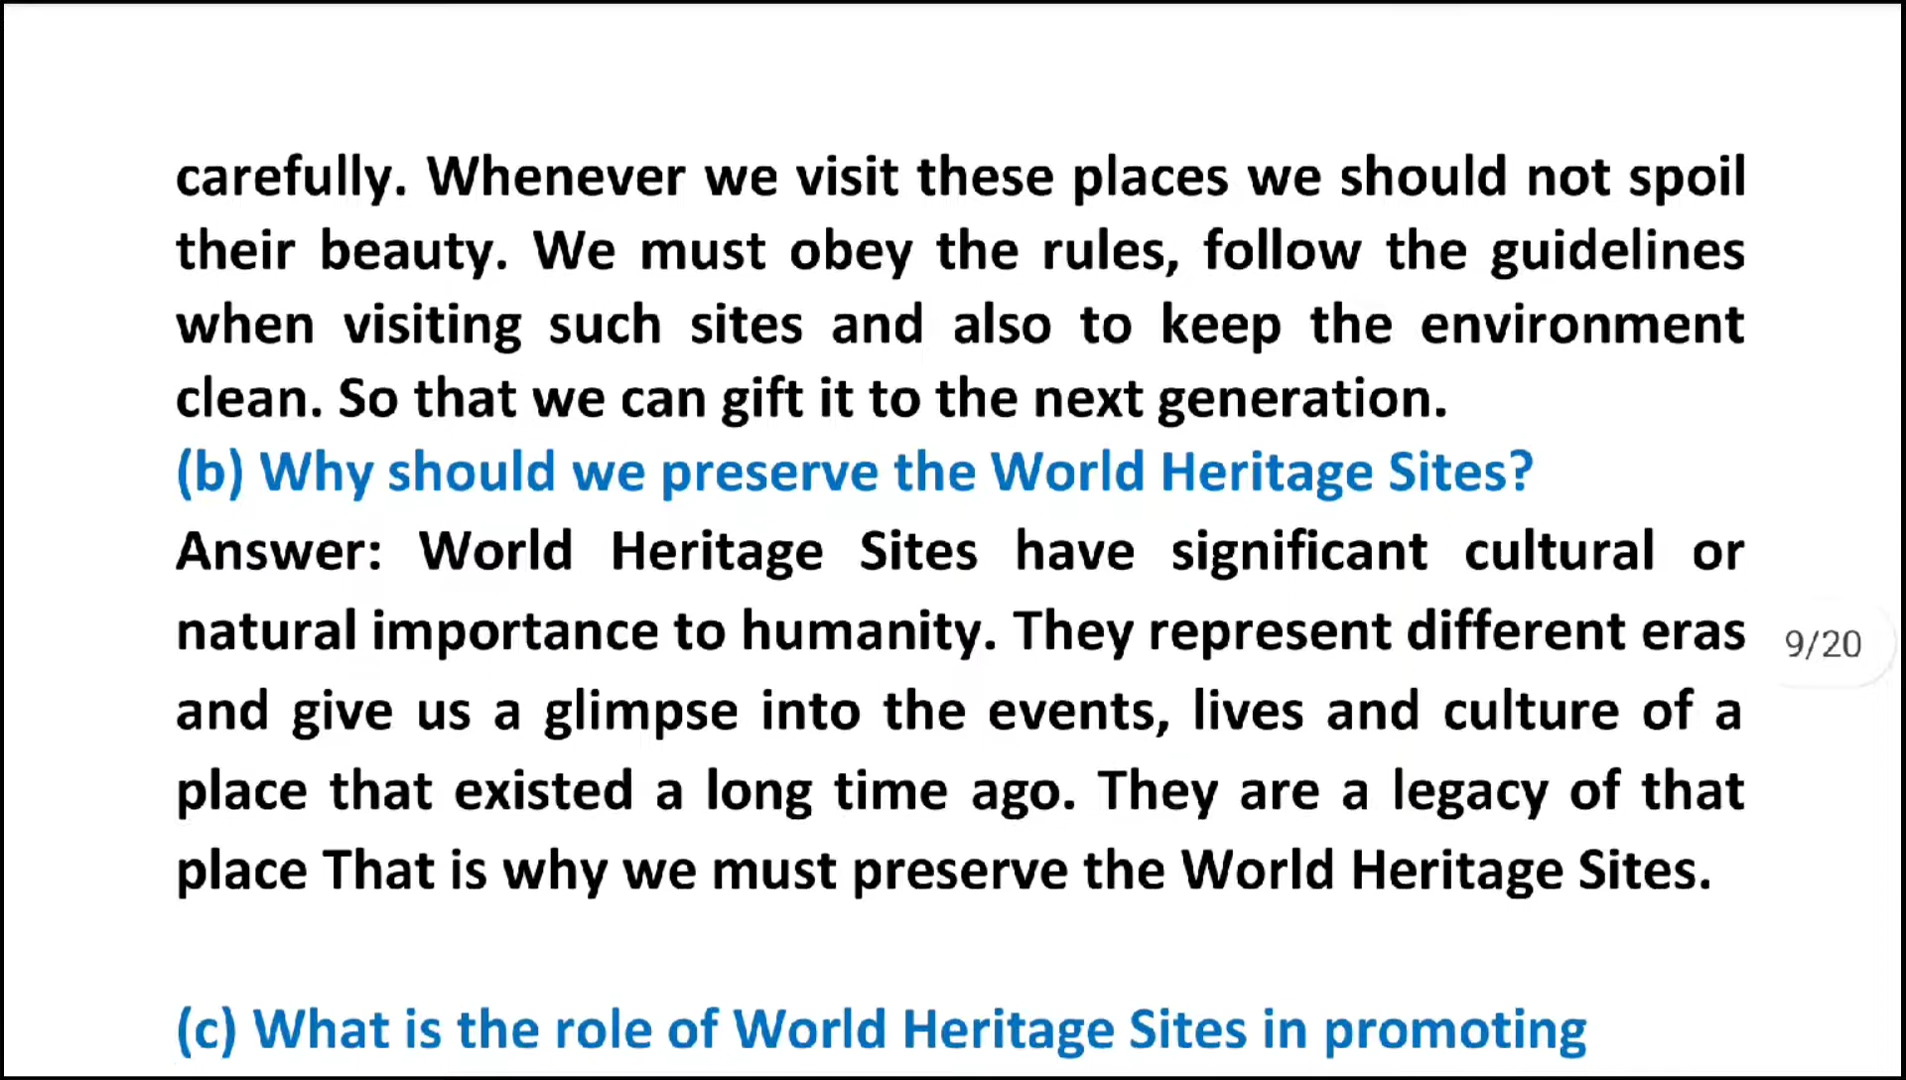 carefully. Whenever we visit these places we should not spoil
their beauty. We must obey the rules, follow the guidelines
when visiting such sites and also to keep the environment
clean. So that we can gift it to the next generation.
(b) Why should we preserve the World Heritage Sites?
Answer: World Heritage Sites have significant cultural or
natural importance to humanity. They represent different eras
and give us a glimpse into the events, lives and culture of a
place that existed a long time ago. They are a legacy of that
place That is why we must preserve the World Heritage Sites.
9/20
(c) What is the role of World Heritage Sites in promoting